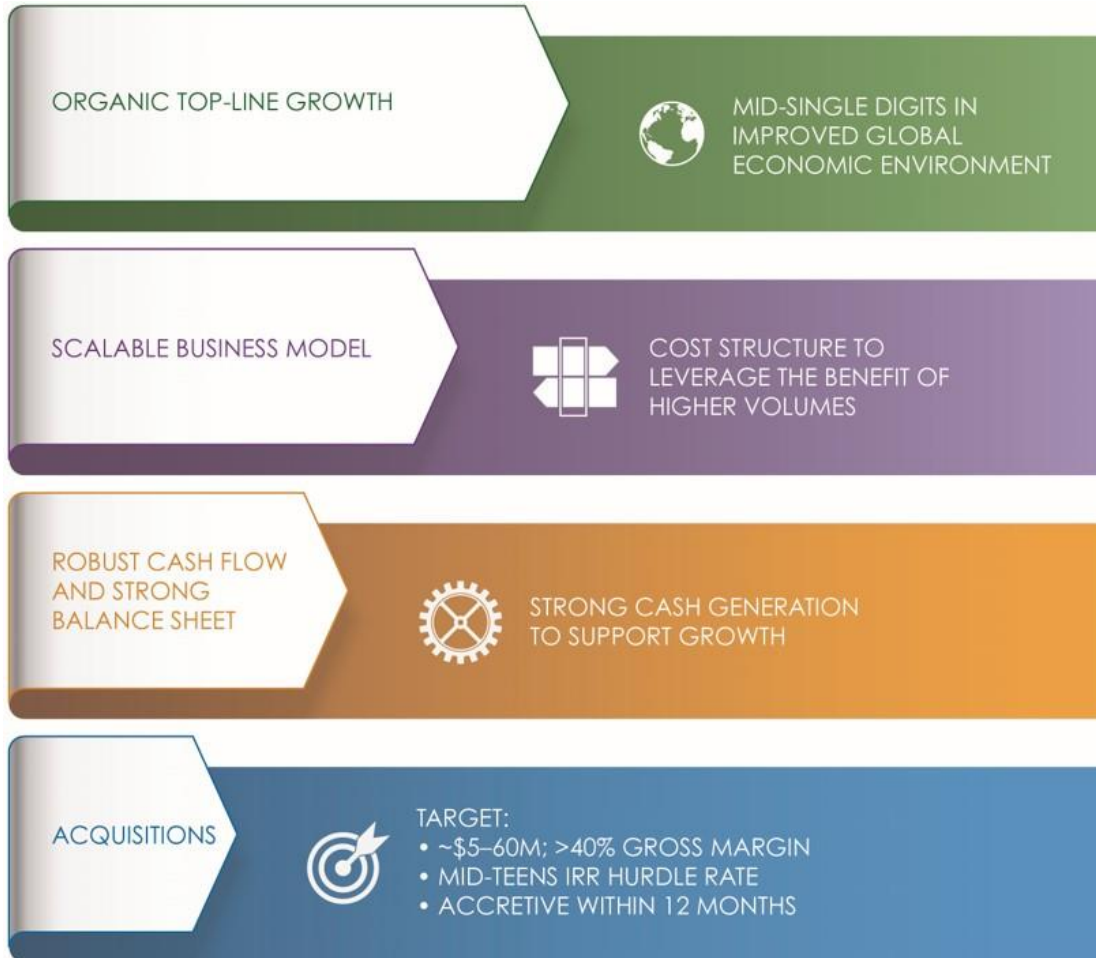 ORGANIC TOP-LINE GROWTH
MID-SINGLE DIGITS IN
IMPROVED GLOBAL
ECONOMIC ENVIRONMENT
SCALABLE BUSINESS MODEL
COST STRUCTURE TO
LEVERAGE THE BENEFIT OF
HIGHER VOLUMES
ROBUST CASH FLOW
AND STRONG
BALANCE SHEET
STRONG CASH GENERATION
TO SUPPORT GROWTH
ACQUISITIONS
TARGET:
• ~$5–60M; >40% GROSS MARGIN
• MID-TEENS IRR HURDLE RATE
• ACCRETIVE WITHIN 12 MONTHS